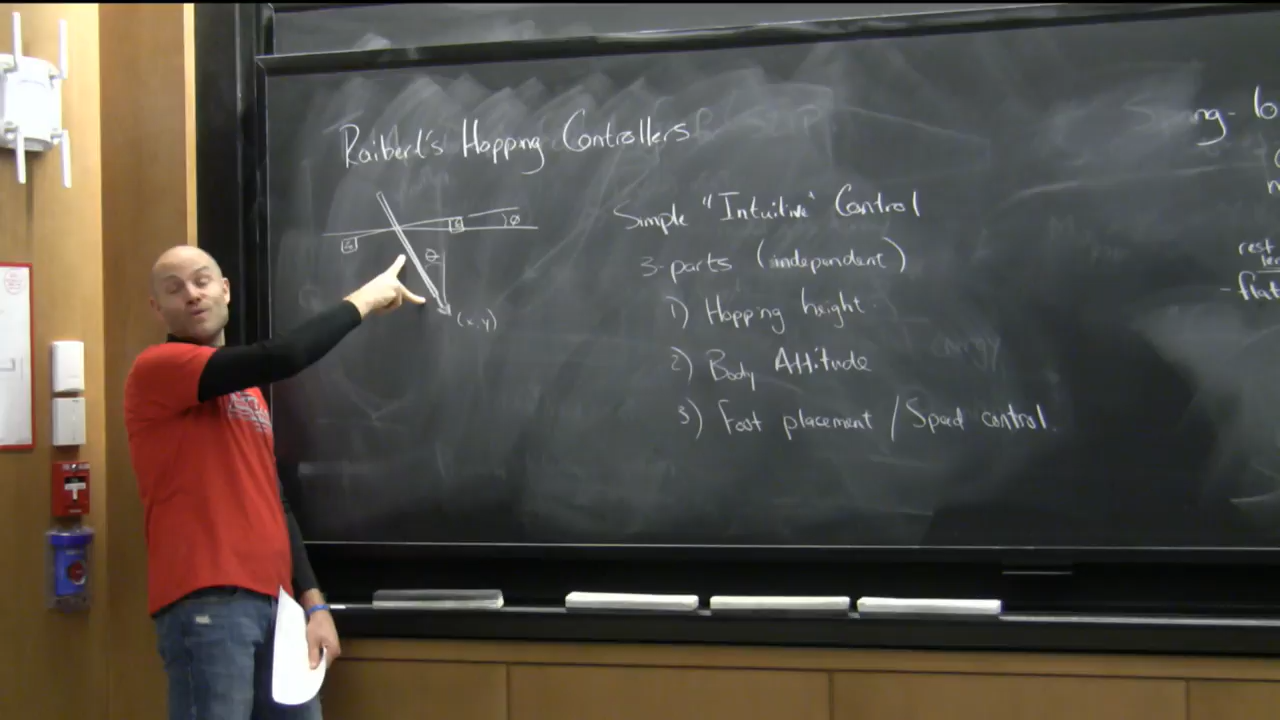 Raibert's Hopping Controllers
θ
φ
(x,y)
Simple "Intuitive" Control
3-parts (independent)
1) Hopping height
2) Body Attitude
3) Foot placement / Speed control.
rest
-flat